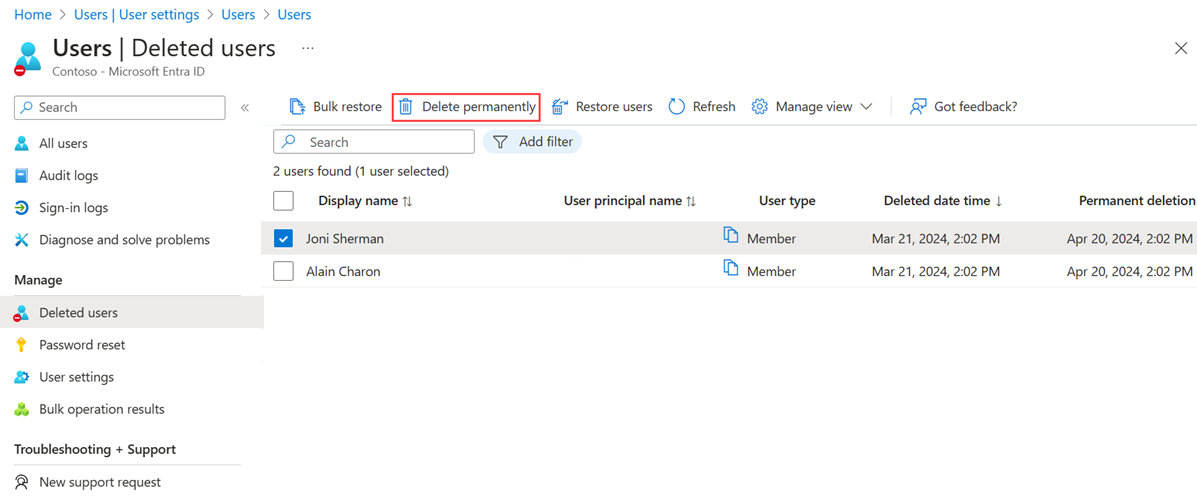 Home > Users | User settings > Users > Users
Users | Deleted users ...
Contoso - Microsoft Entra ID
Search
All users
Audit logs
Sign-in logs
Diagnose and solve problems
Manage
Deleted users
Password reset
User settings
Bulk operation results
Troubleshooting + Support
New support request
Bulk restore Delete permanently Restore users Refresh Manage view Got feedback?
Search Add filter
2 users found (1 user selected)
Display name User principal name User type Deleted date time Permanent deletion
Joni Sherman Member Mar 21, 2024, 2:02 PM Apr 20, 2024, 2:02 PM
Alain Charon Member Mar 21, 2024, 2:02 PM Apr 20, 2024, 2:02 PM